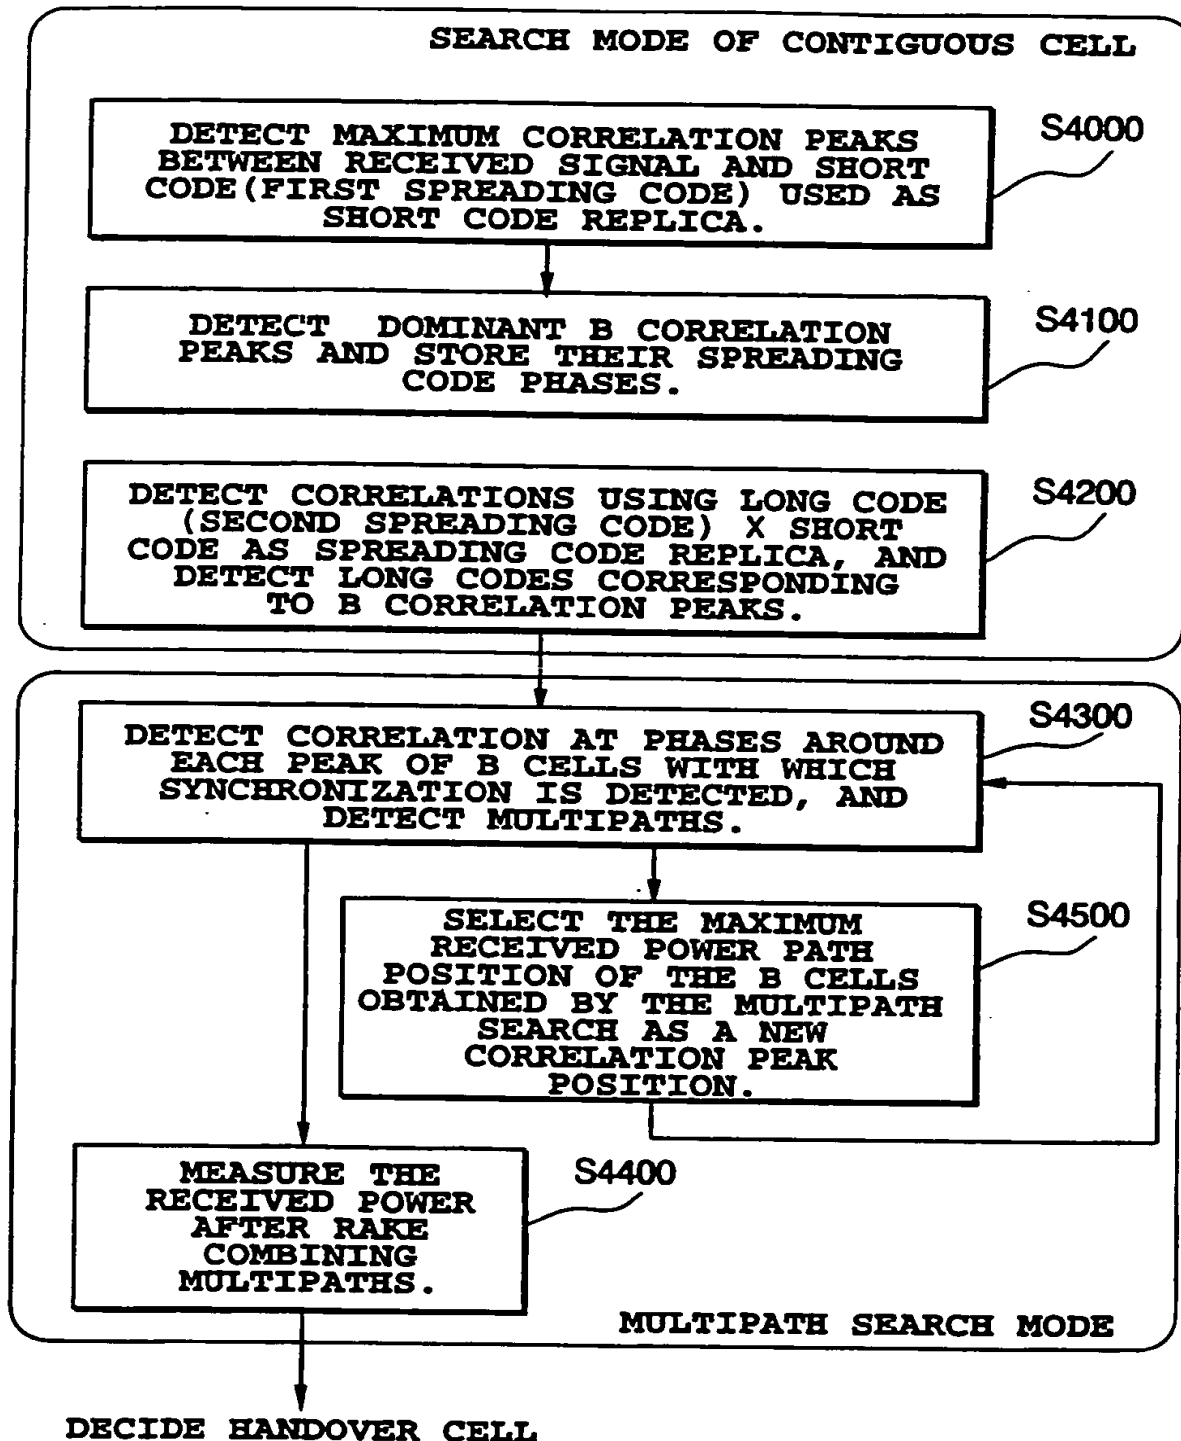 SEARCH MODE OF CONTIGUOUS CELL
DETECT MAXIMUM CORRELATION PEAKS
BETWEEN RECEIVED SIGNAL AND SHORT
CODE(FIRST SPREADING CODE) USED AS
SHORT CODE REPLICA.
S4000
DETECT DOMINANT B CORRELATION
PEAKS AND STORE THEIR SPREADING
CODE PHASES.
S4100
DETECT CORRELATIONS USING LONG CODE
(SECOND SPREADING CODE) X SHORT
CODE AS SPREADING CODE REPLICA, AND
DETECT LONG CODES CORRESPONDING
TO B CORRELATION PEAKS.
S4200
DETECT CORRELATION AT PHASES AROUND
EACH PEAK OF B CELLS WITH WHICH
SYNCHRONIZATION IS DETECTED, AND
DETECT MULTIPATHS.
S4300
SELECT THE MAXIMUM
RECEIVED POWER PATH
POSITION OF THE B CELLS
OBTAINED BY THE MULTIPATH
SEARCH AS A NEW
CORRELATION PEAK
POSITION.
S4500
MEASURE THE
RECEIVED POWER
AFTER RAKE
COMBINING
MULTIPATHS.
S4400
MULTIPATH SEARCH MODE
DECIDE HANDOVER CELL